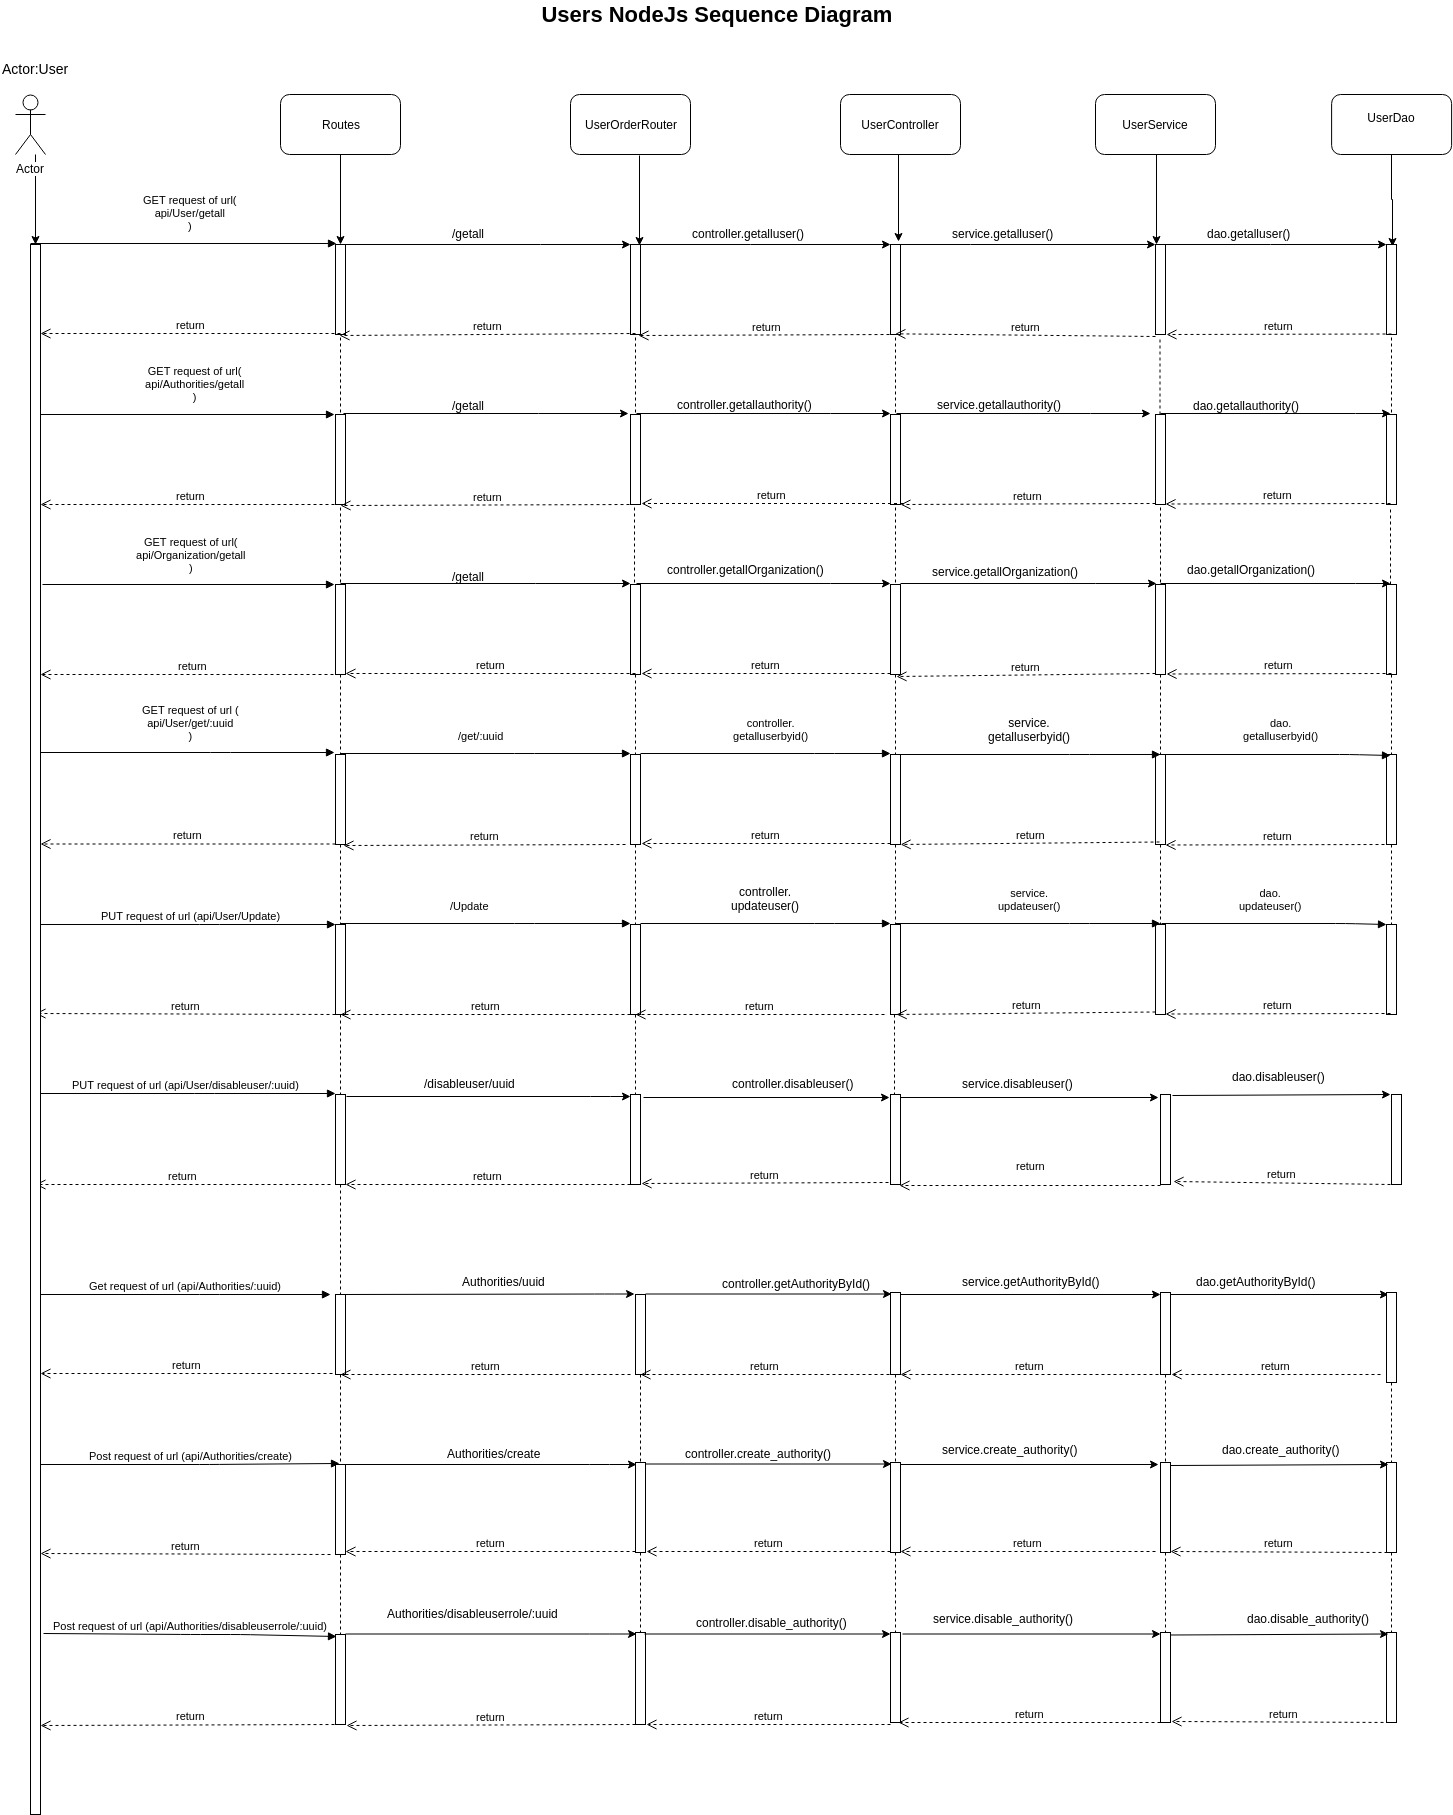 Users NodeJs Sequence Diagram
Actor:User
Actor
Routes
UserOrderRouter
UserController
UserService
UserDao
GET request of url(
api/User/getall
)
/getall
controller.getalluser()
service.getalluser()
dao.getalluser()
return
return
return
return
return
GET request of url(
api/Authorities/getall
)
/getall
controller.getallauthority()
service.getallauthority()
dao.getallauthority()
return
return
return
return
return
GET request of url(
api/Organization/getall
)
/getall
controller.getallOrganization()
service.getallOrganization()
dao.getallOrganization()
return
return
return
return
return
GET request of url (
api/User/get/:uuid
)
/get/:uuid
controller.
getalluserbyid()
service.
getalluserbyid()
dao.
getalluserbyid()
return
return
return
return
return
PUT request of url (api/User/Update)
/Update
controller.
updateuser()
service.
updateuser()
dao.
updateuser()
return
return
return
return
return
PUT request of url (api/User/disableuser/:uuid)
/disableuser/uuid
controller.disableuser()
service.disableuser()
dao.disableuser()
return
return
return
return
return
Get request of url (api/Authorities/:uuid)
Authorities/uuid
controller.getAuthorityById()
service.getAuthorityById()
dao.getAuthorityById()
return
return
return
return
return
Post request of url (api/Authorities/create)
Authorities/create
controller.create_authority()
service.create_authority()
dao.create_authority()
return
return
return
return
return
Post request of url (api/Authorities/disableuserrole/:uuid)
Authorities/disableuserrole/:uuid
controller.disable_authority()
service.disable_authority()
dao.disable_authority()
return
return
return
return
return